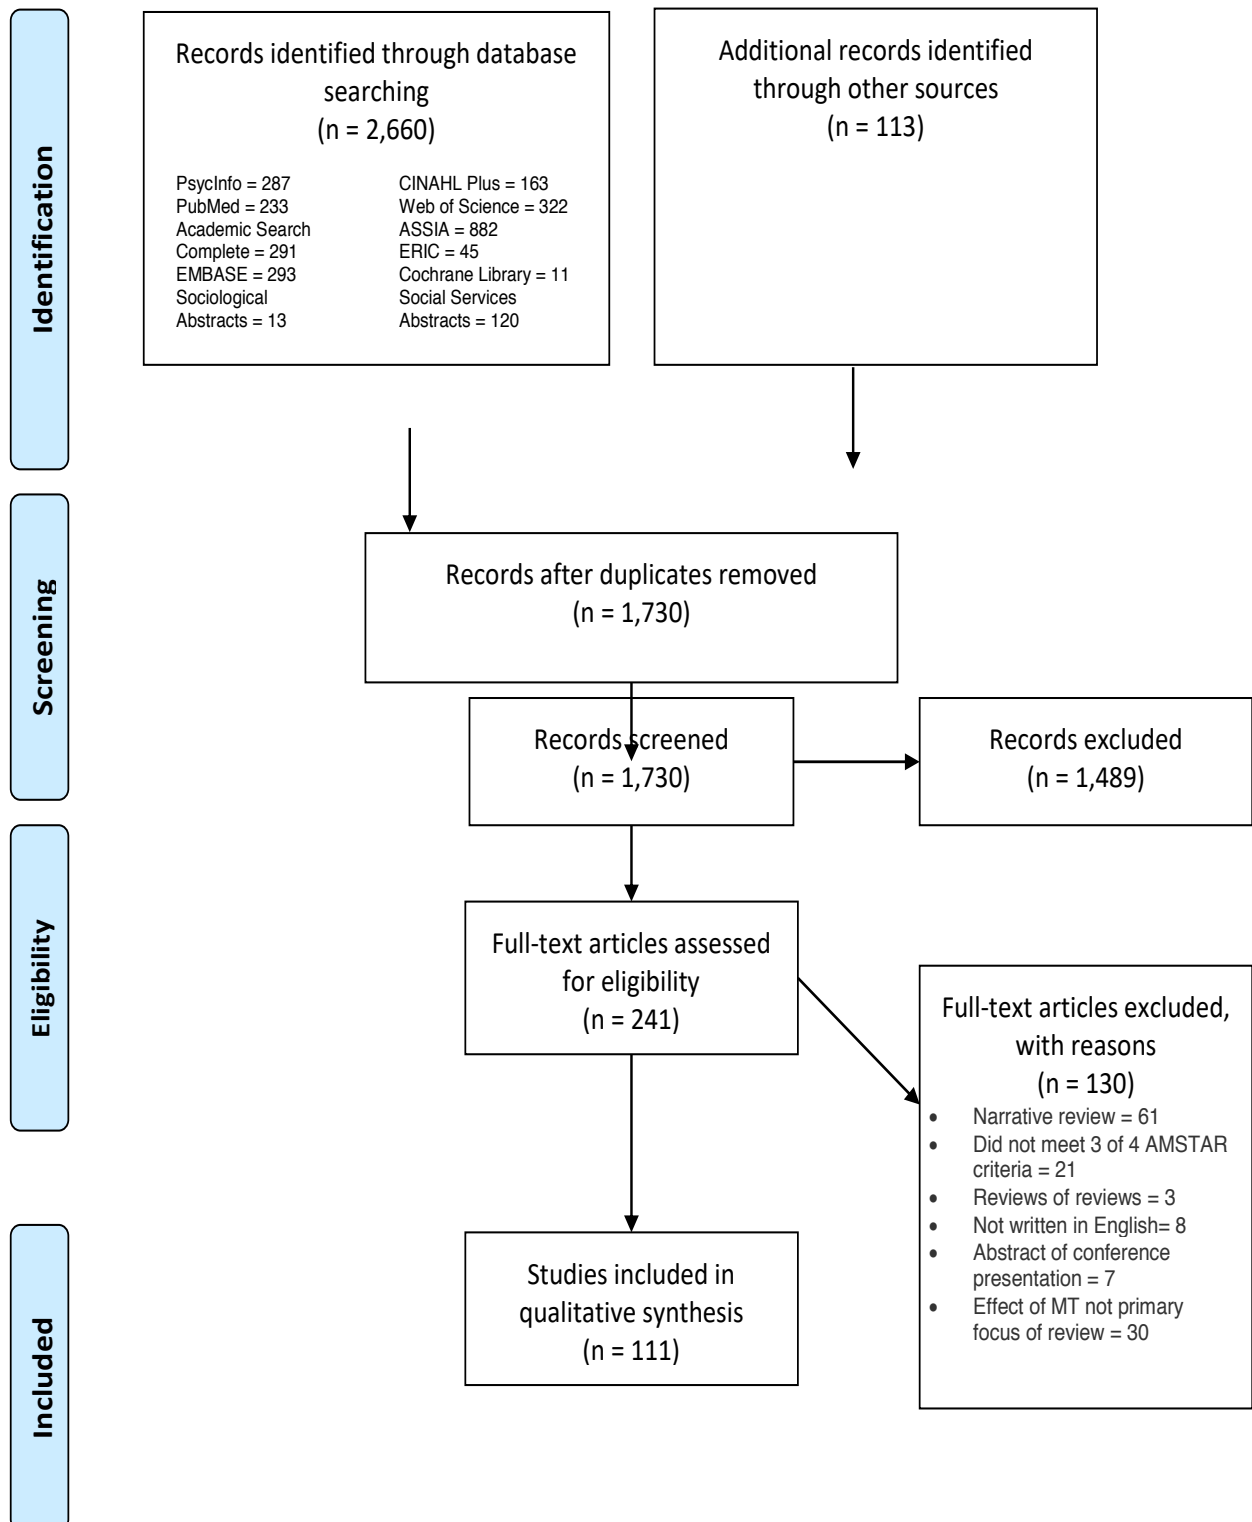 Identification
Records identified through database
searching
(n = 2,660)
PsycInfo = 287
PubMed = 233
Academic Search
Complete = 291
EMBASE = 293
Sociological
Abstracts = 13
CINAHL Plus = 163
Web of Science = 322
ASSIA = 882
ERIC = 45
Cochrane Library = 11
Social Services
Abstracts = 120
Additional records identified
through other sources
(n = 113)
Screening
Records after duplicates removed
(n = 1,730)
Records screened
(n = 1,730)
Records excluded
(n = 1,489)
Eligibility
Full-text articles assessed
for eligibility
(n = 241)
Full-text articles excluded,
with reasons
(n = 130)
• Narrative review = 61
• Did not meet 3 of 4 AMSTAR
criteria = 21
• Reviews of reviews = 3
• Not written in English= 8
• Abstract of conference
presentation = 7
• Effect of MT not primary
focus of review = 30
Included
Studies included in
qualitative synthesis
(n = 111)